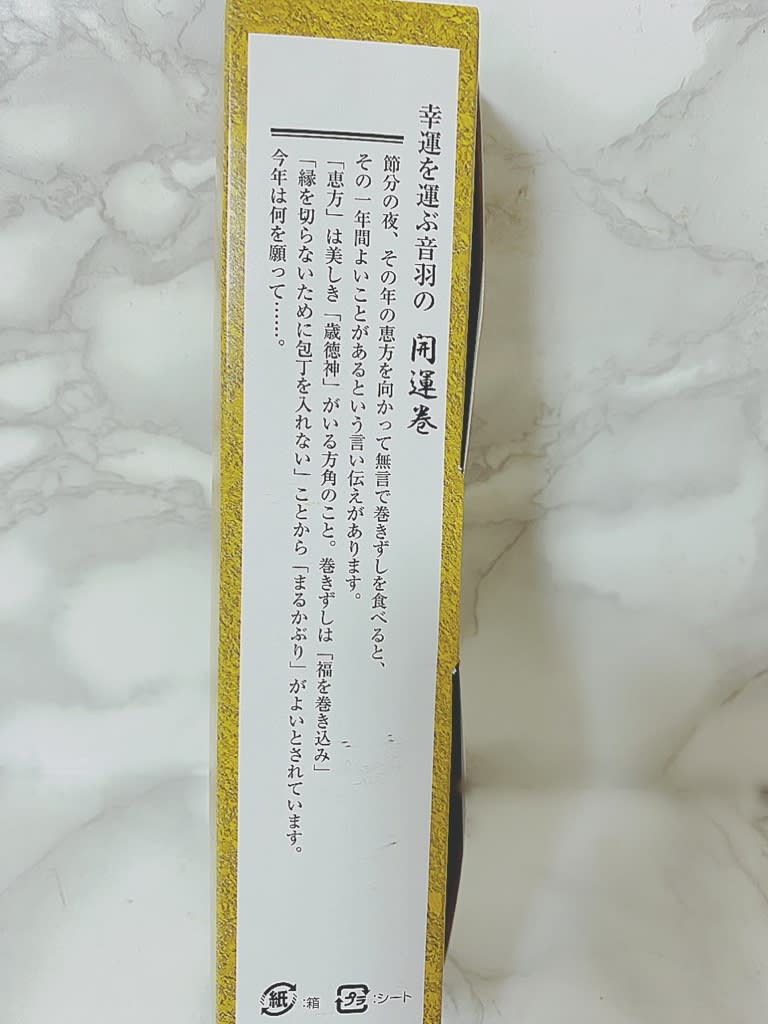 幸運を運ぶ音羽の 開運巻
節分の夜、その年の恵方を向かって無言で巻きずしを食べると、
その一年間よいことがあるという言い伝えがあります。
「恵方」は美しき「歳徳神」がいる方角のこと。巻きずしは「福を巻き込み」
「縁を切らないために包丁を入れない」ことから「まるかぶり」がよいとされています。
今年は何を願って……。
紙:箱 プラ:シート